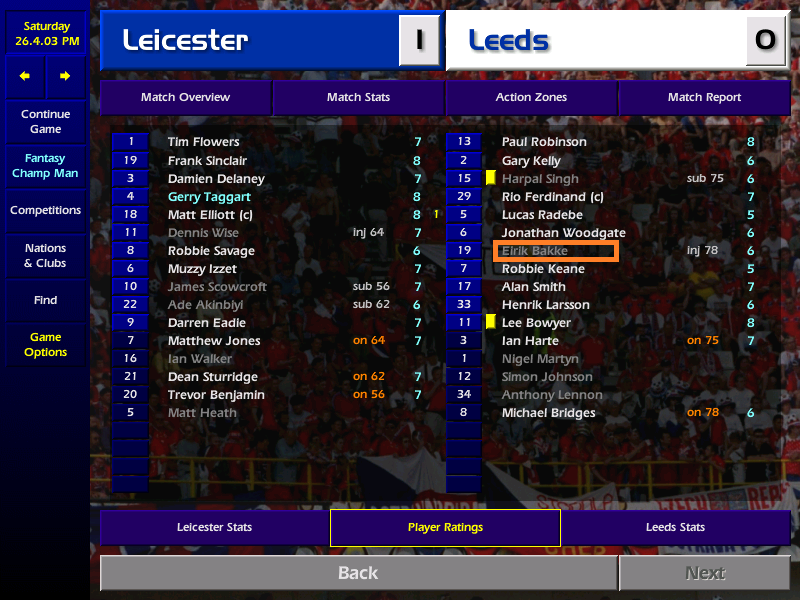 Saturday
26.4.03 PM
Continue
Game
Fantasy
Champ Man
Competitions
Nations
& Clubs
Find
Game
Options
Leicester 1 Leeds 0
Match Overview Match Stats Action Zones Match Report
1 Tim Flowers 7 13 Paul Robinson 8
19 Frank Sinclair 8 2 Gary Kelly 6
3 Damien Delaney 7 15 Harpal Singh sub 75 6
4 Gerry Taggart 8 29 Rio Ferdinand (c) 7
18 Matt Elliott (c) 8 1 5 Lucas Radebe 5
11 Dennis Wise inj 64 7 6 Jonathan Woodgate 6
8 Robbie Savage 6 19 Eirik Bakke inj 78 6
6 Muzzy Izzet 7 7 Robbie Keane 5
10 James Scowcroft sub 56 7 17 Alan Smith 7
22 Ade Akinbiyi sub 62 6 33 Henrik Larsson 6
9 Darren Eadie 7 11 Lee Bowyer 8
7 Matthew Jones on 64 7 3 Ian Harte on 75 7
16 Ian Walker 1 Nigel Martyn
21 Dean Sturridge on 62 7 12 Simon Johnson
20 Trevor Benjamin on 56 7 34 Anthony Lennon
5 Matt Heath 8 Michael Bridges on 78 6
Leicester Stats Player Ratings Leeds Stats
Back Next